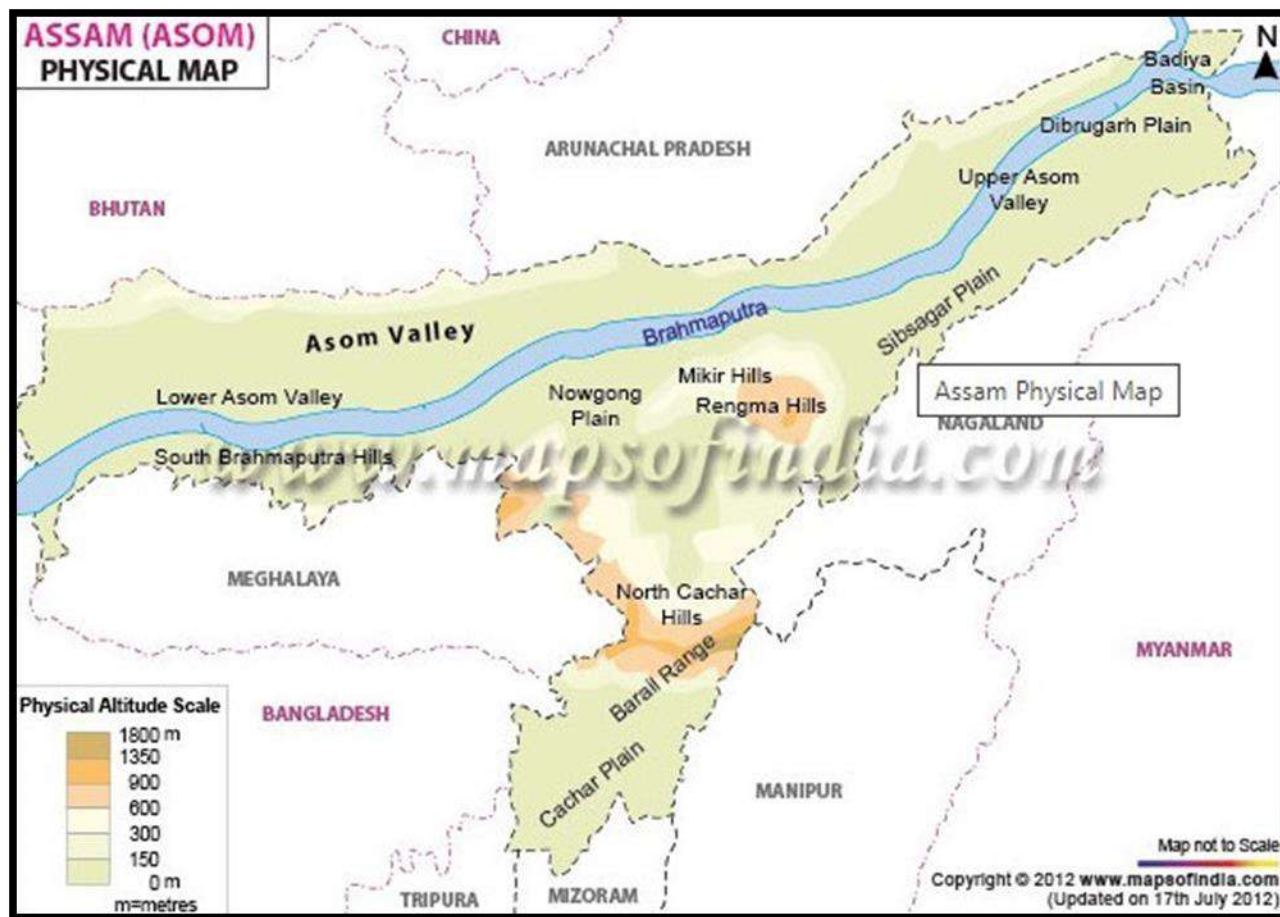 ASSAM (ASOM)
PHYSICAL MAP
CHINA
N
Badiya
Basin
Dibrugarh Plain
ARUNACHAL PRADESH
Upper Asom
Valley
BHUTAN
Sibsagar Plain
Brahmaputra
Asom Valley
Mikir Hills
Rengma Hills
Nowgong
Plain
Lower Asom Valley
Assam Physical Map
NAGALAND
South Brahmaputra Hills
www.mapsofindia.com
MEGHALAYA
North Cachar
Hills
Barail Range
MYANMAR
BANGLADESH
Cachar Plain
MANIPUR
TRIPURA
MIZORAM
Physical Altitude Scale
1800 m
1350
900
600
300
150
0 m
m=metres
Map not to Scale
Copyright © 2012 www.mapsofindia.com
(Updated on 17th July 2012)